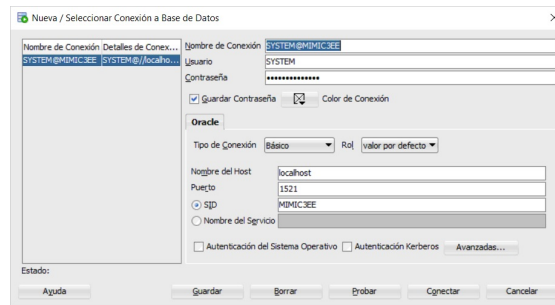 Nueva / Seleccionar Conexión a Base de Datos
Nombre de Conexión Detalles de Conex...
SYSTEM@MIMIC3EE SYSTEM@//localho...
Nombre de Conexión SYSTEM@MIMIC3EE
Usuario SYSTEM
Contraseña ••••••••••••••
Guardar Contraseña Color de Conexión
Oracle
Tipo de Conexión Básico Rol valor por defecto
Nombre del Host localhost
Puerto 1521
SID MIMIC3EE
Nombre del Servicio
Autenticación del Sistema Operativo Autenticación Kerberos Avanzadas...
Estado:
Ayuda Guardar Borrar Probar Conectar Cancelar